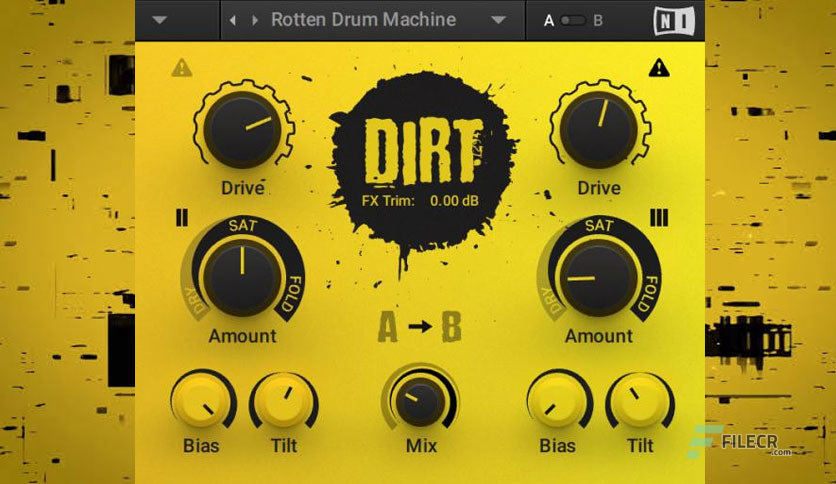 Rotten Drum Machine
A B
NI
DIRT
FX Trim: 0.00 dB
Drive
Drive
II
III
DRY SAT FOLD
DRY SAT FOLD
Amount
Amount
A B
Bias
Tilt
Mix
Bias
Tilt
FILECR
.com